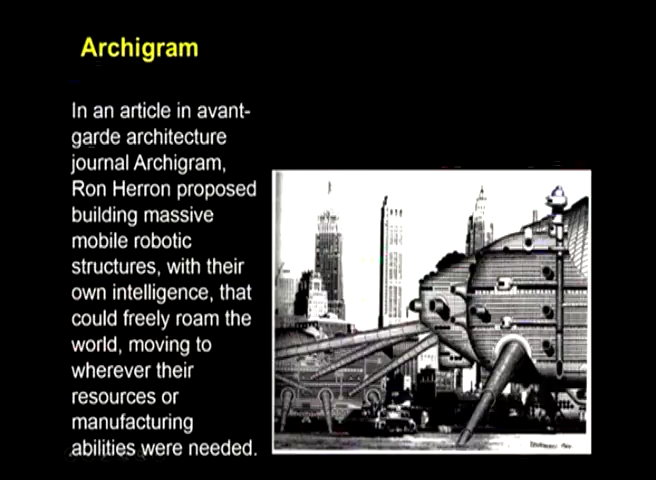 Archigram
In an article in avant-
garde architecture
journal Archigram,
Ron Herron proposed
building massive
mobile robotic
structures, with their
own intelligence, that
could freely roam the
world, moving to
wherever their
resources or
manufacturing
abilities were needed.